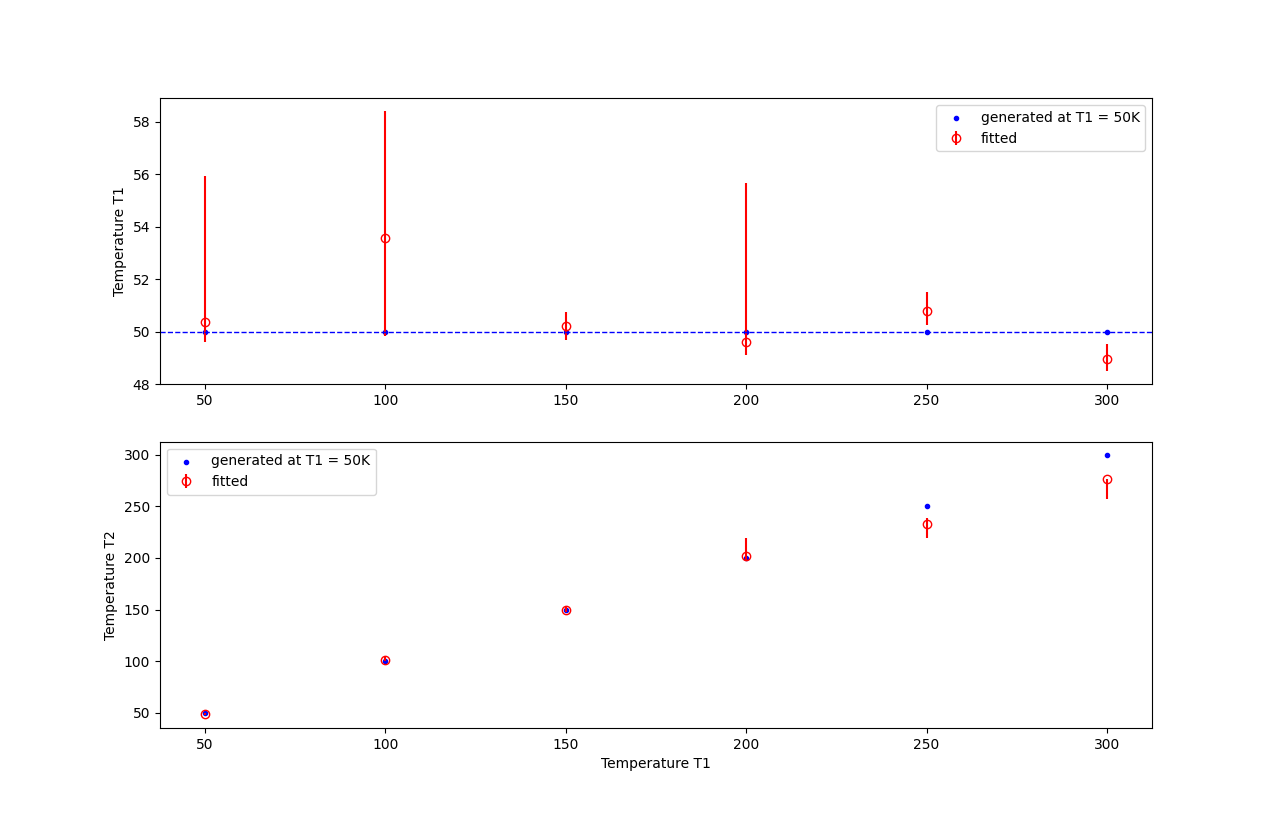 generated at T1 = 50K
fitted
Temperature T1
58
56
54
52
50
48
50 100 150 200 250 300
generated at T1 = 50K
fitted
Temperature T2
300
250
200
150
100
50
50 100 150 200 250 300
Temperature T1